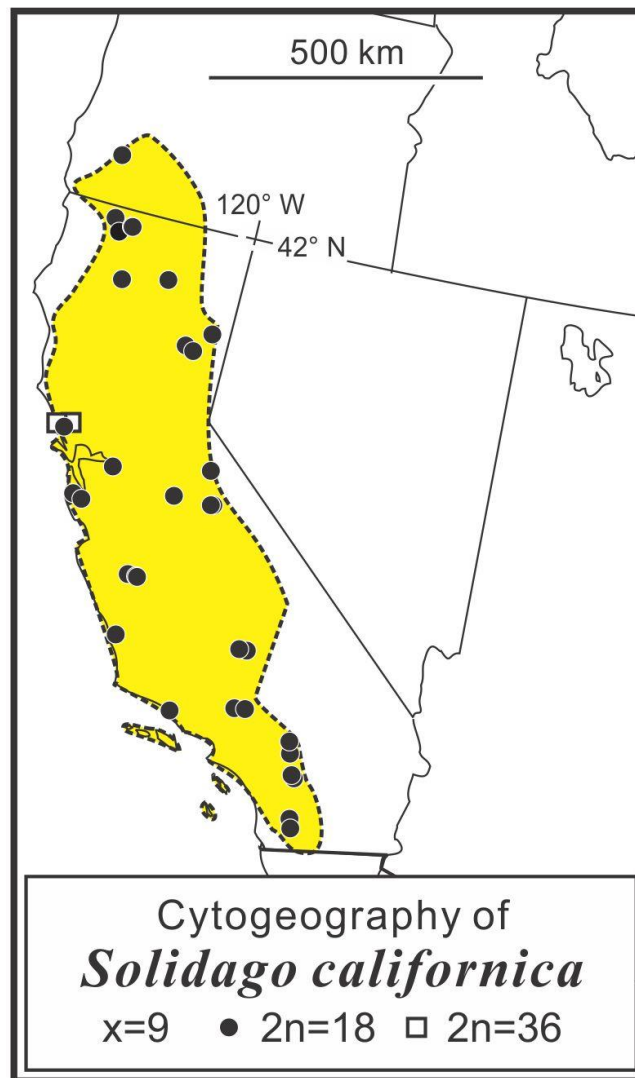 500 km
120° W
42° N
Cytogeography of
Solidago californica
x=9 ● 2n=18 □ 2n=36